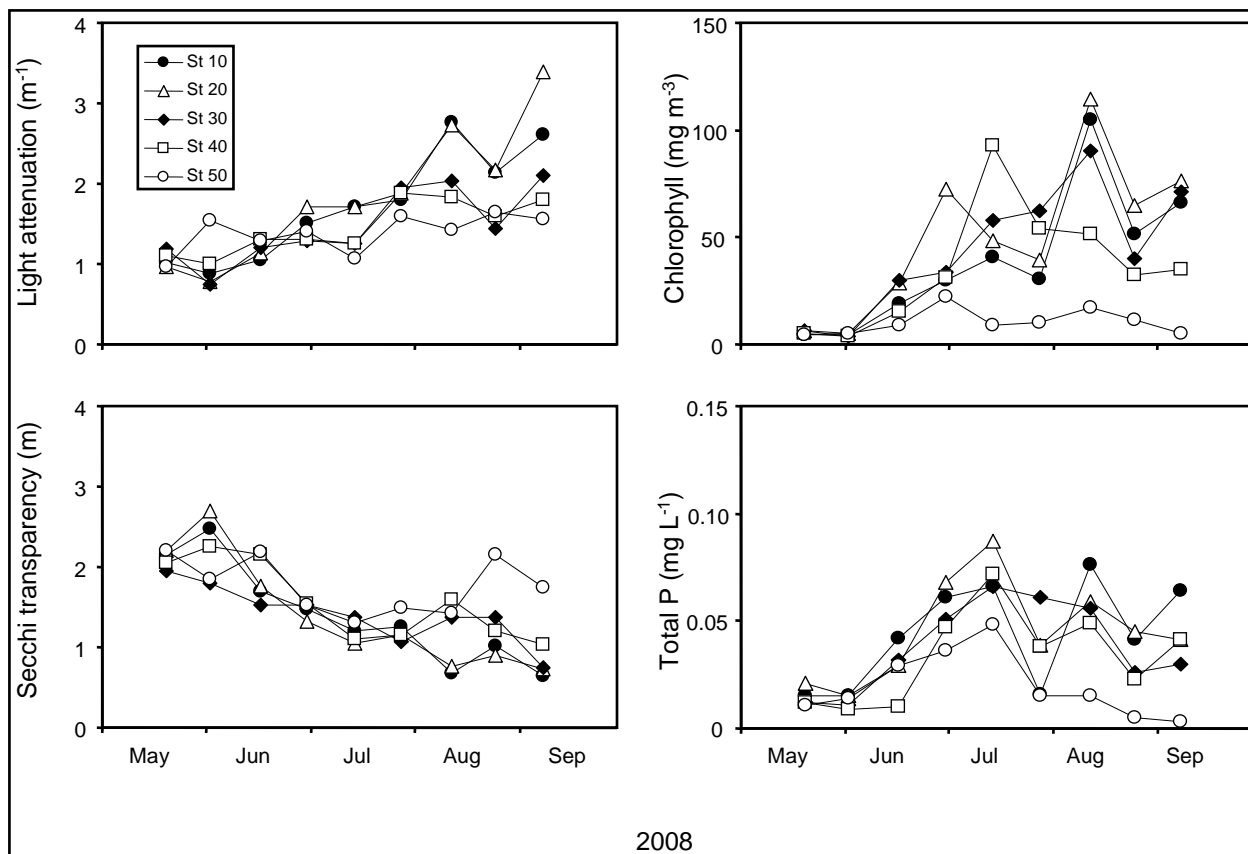 Light attenuation (m-1)
4
3
2
1
0
St 10
St 20
St 30
St 40
St 50
Chlorophyll (mg m-3)
150
100
50
0
Secchi transparency (m)
4
3
2
1
0
May Jun Jul Aug Sep
Total P (mg L-1)
0.15
0.10
0.05
0
May Jun Jul Aug Sep
2008